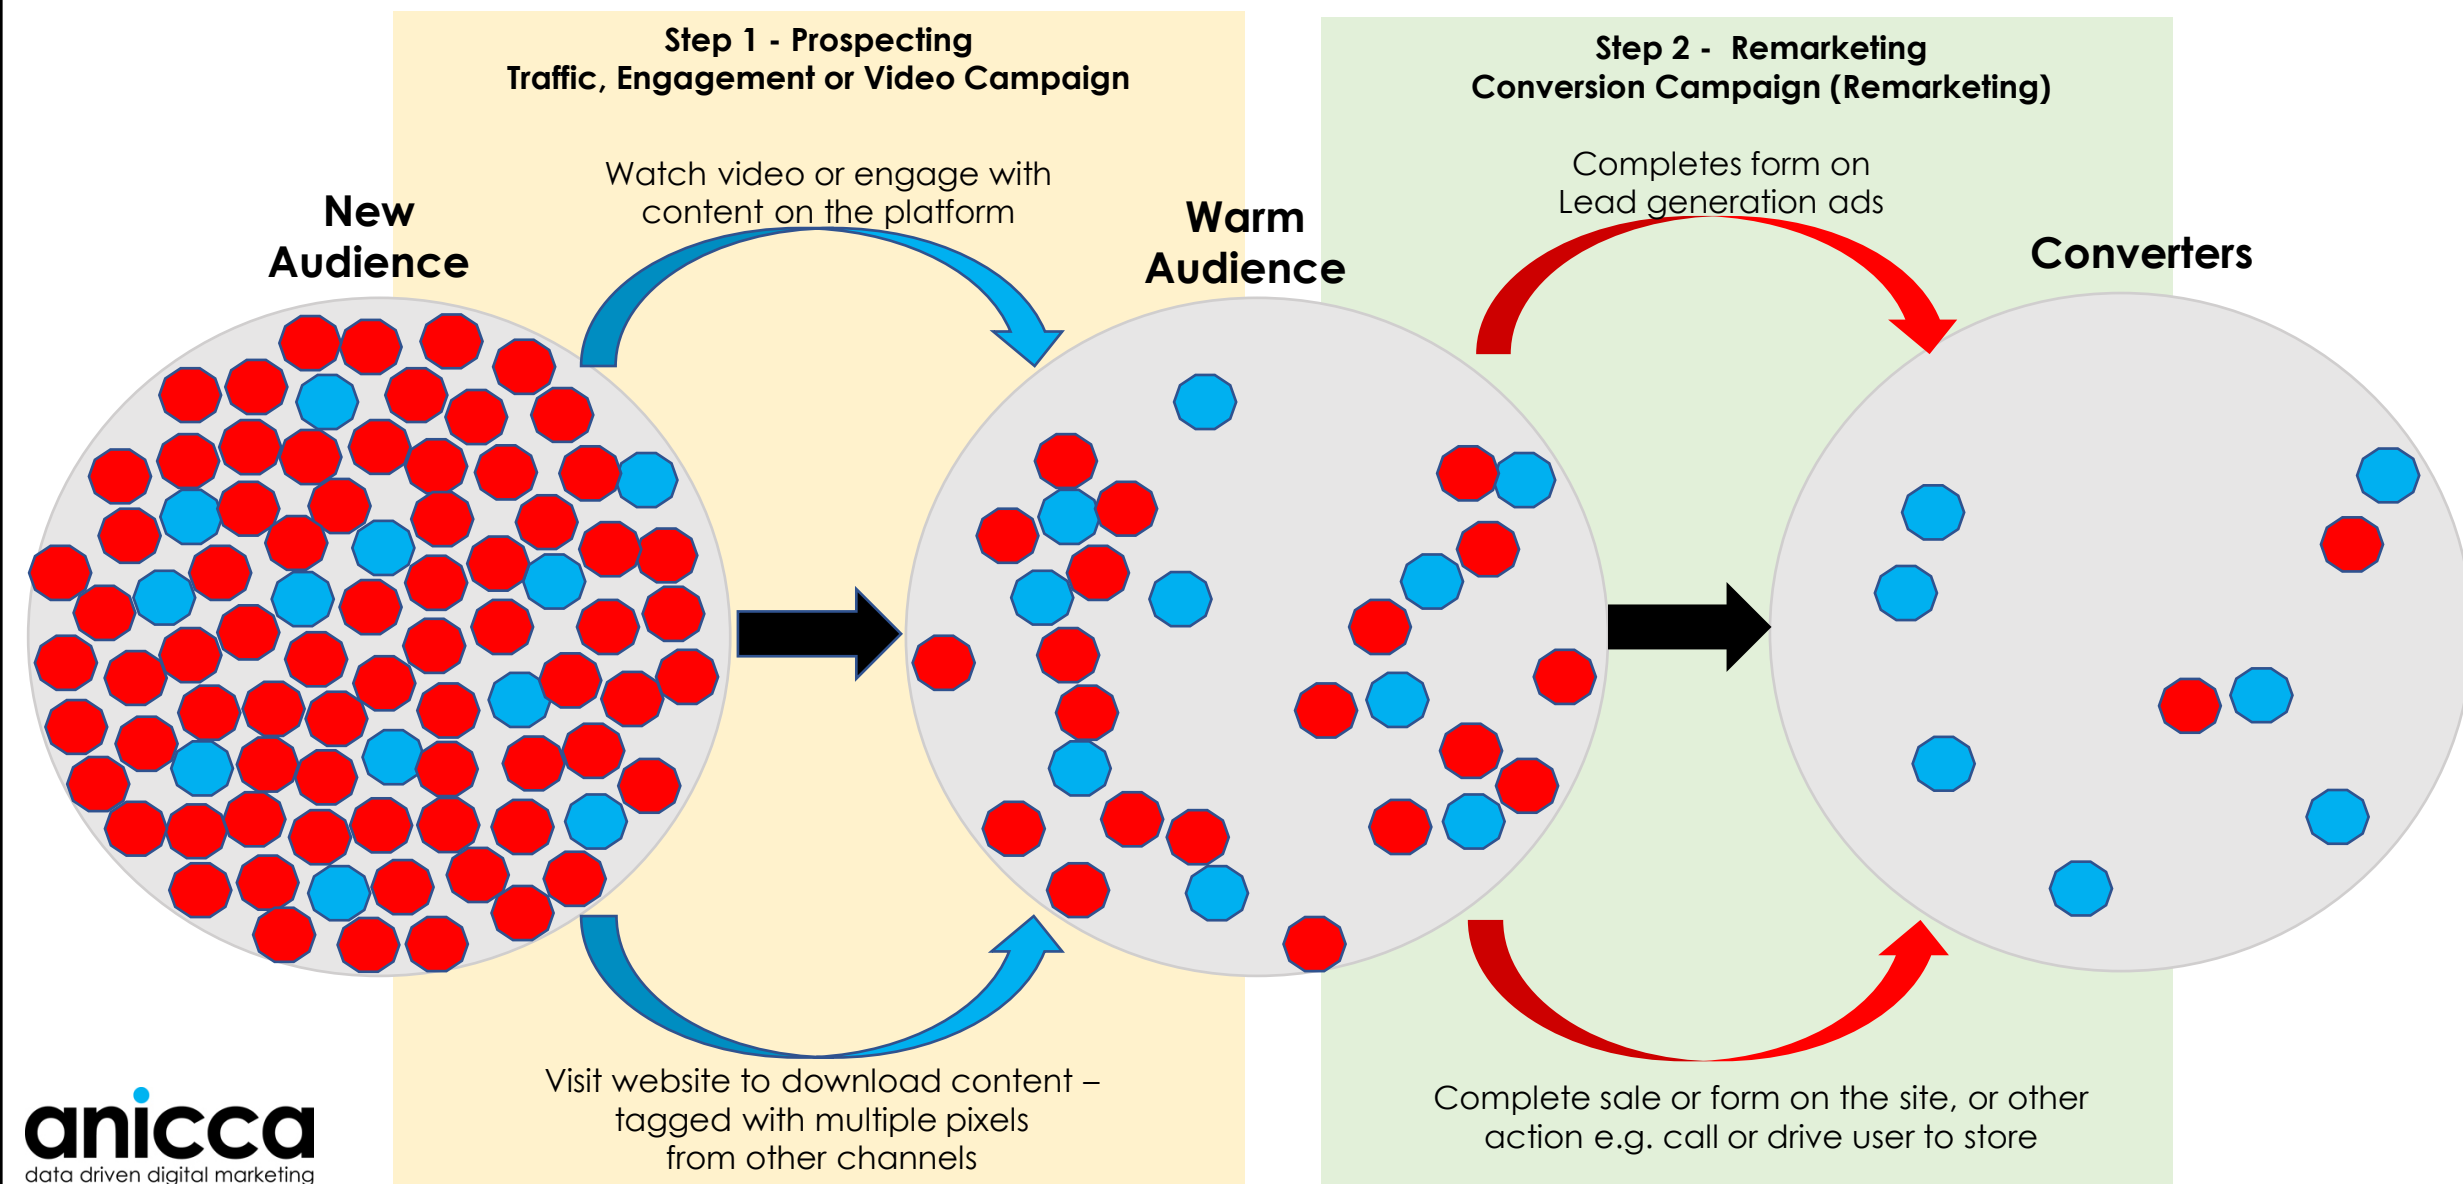 Step 1 - Prospecting
Traffic, Engagement or Video Campaign
Watch video or engage with
content on the platform
New
Audience
Warm
Audience
Step 2 -  Remarketing
Conversion Campaign (Remarketing)
Completes form on
Lead generation ads
Converters
Visit website to download content –
tagged with multiple pixels
from other channels
Complete sale or form on the site, or other
action e.g. call or drive user to store
anicca
data driven digital marketing